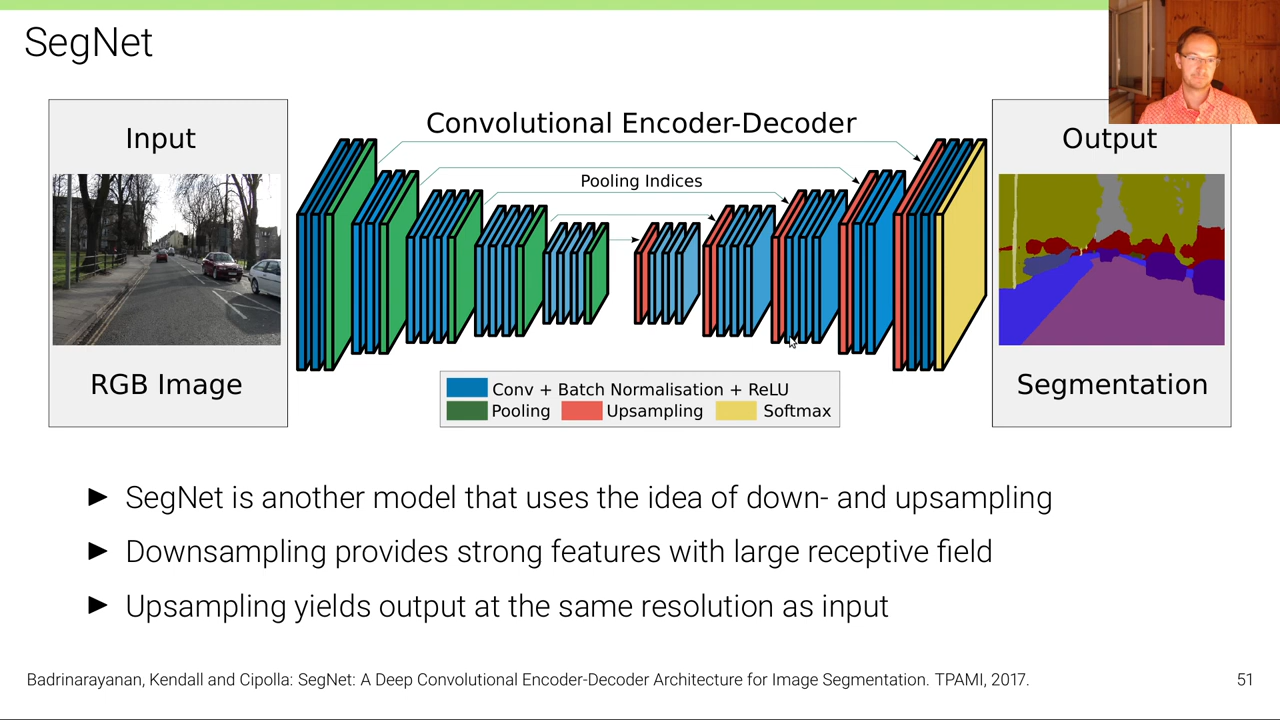 SegNet
Input
Convolutional Encoder-Decoder
Output
Pooling Indices
RGB Image
Segmentation
Conv + Batch Normalisation + ReLU
Pooling
Upsampling
Softmax
► SegNet is another model that uses the idea of down- and upsampling
► Downsampling provides strong features with large receptive field
► Upsampling yields output at the same resolution as input
Badrinarayanan, Kendall and Cipolla: SegNet: A Deep Convolutional Encoder-Decoder Architecture for Image Segmentation. TPAMI, 2017.
51